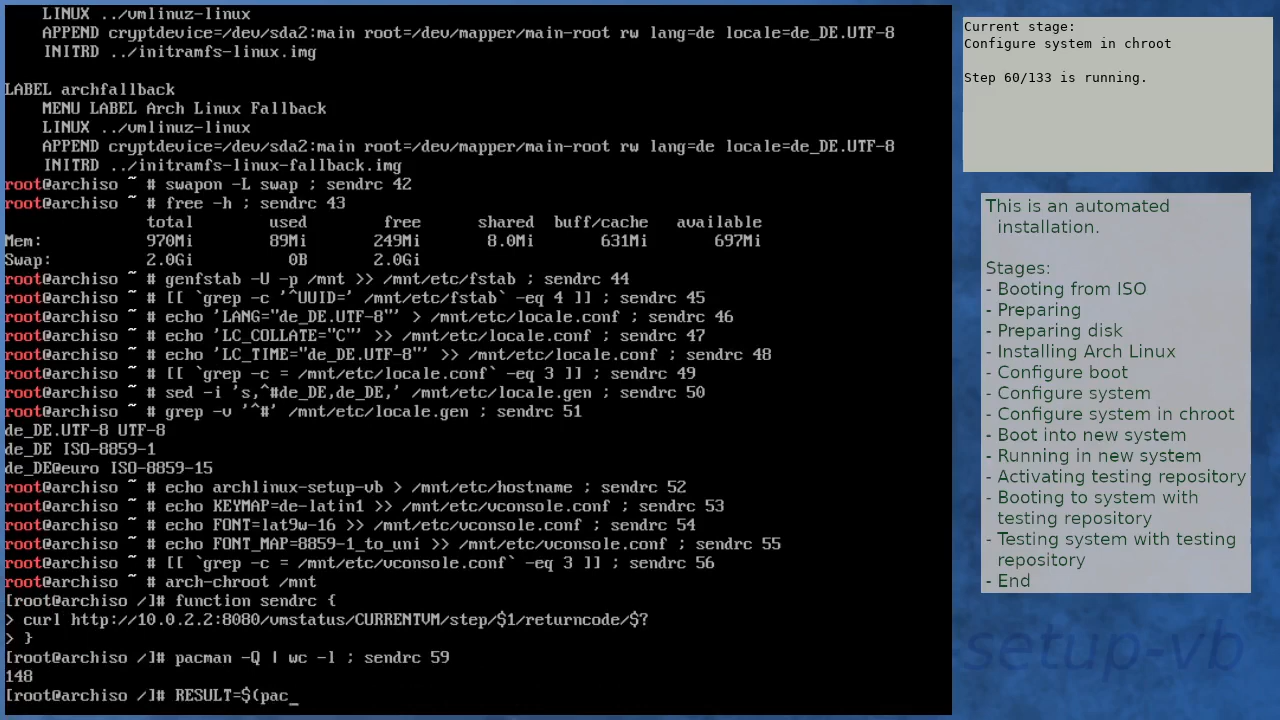 LINUX ../vmlinuz-linux
APPEND cryptdevice=/dev/sda2:main root=/dev/mapper/main-root rw lang=de locale=de_DE.UTF-8
INITRD ../initramfs-linux.img
LABEL archfallback
MENU LABEL Arch Linux Fallback
LINUX ../vmlinuz-linux
APPEND cryptdevice=/dev/sda2:main root=/dev/mapper/main-root rw lang=de locale=de_DE.UTF-8
INITRD ../initramfs-linux-fallback.img
root@archiso ~ # swapon -L swap ; sendrc 42
root@archiso ~ # free -h ; sendrc 43
total used free shared buff/cache available
Mem: 970Mi 89Mi 249Mi 8.0Mi 631Mi 697Mi
Swap: 2.0Gi 0B 2.0Gi
root@archiso ~ # genfstab -U -p /mnt >> /mnt/etc/fstab ; sendrc 44
root@archiso ~ # [[ `grep -c '^UUID=' /mnt/etc/fstab` -eq 4 ]] ; sendrc 45
root@archiso ~ # echo 'LANG="de_DE.UTF-8"' > /mnt/etc/locale.conf ; sendrc 46
root@archiso ~ # echo 'LC_COLLATE="C"' >> /mnt/etc/locale.conf ; sendrc 47
root@archiso ~ # echo 'LC_TIME="de_DE.UTF-8"' >> /mnt/etc/locale.conf ; sendrc 48
root@archiso ~ # [[ `grep -c = /mnt/etc/locale.conf` -eq 3 ]] ; sendrc 49
root@archiso ~ # sed -i 's,^#de_DE,de_DE,' /mnt/etc/locale.gen ; sendrc 50
root@archiso ~ # grep -v '^#' /mnt/etc/locale.gen ; sendrc 51
de_DE.UTF-8 UTF-8
de_DE ISO-8859-1
de_DE@euro ISO-8859-15
root@archiso ~ # echo archlinux-setup-vb > /mnt/etc/hostname ; sendrc 52
root@archiso ~ # echo KEYMAP=de-latin1 >> /mnt/etc/vconsole.conf ; sendrc 53
root@archiso ~ # echo FONT=lat9w-16 >> /mnt/etc/vconsole.conf ; sendrc 54
root@archiso ~ # echo FONT_MAP=8859-1_to_uni >> /mnt/etc/vconsole.conf ; sendrc 55
root@archiso ~ # [[ `grep -c = /mnt/etc/vconsole.conf` -eq 3 ]] ; sendrc 56
root@archiso ~ # arch-chroot /mnt
[root@archiso /]# function sendrc {
> curl http://10.0.2.2:8080/vmstatus/CURRENTVM/step/$1/returncode/$?
> }
[root@archiso /]# pacman -Q | wc -l ; sendrc 59
148
[root@archiso /]# RESULT=$(pac_
Current stage:
Configure system in chroot
Step 60/133 is running.
This is an automated
installation.
Stages:
- Booting from ISO
- Preparing
- Preparing disk
- Installing Arch Linux
- Configure boot
- Configure system
- Configure system in chroot
- Boot into new system
- Running in new system
- Activating testing repository
- Booting to system with
testing repository
- Testing system with testing
repository
- End
setup-vb